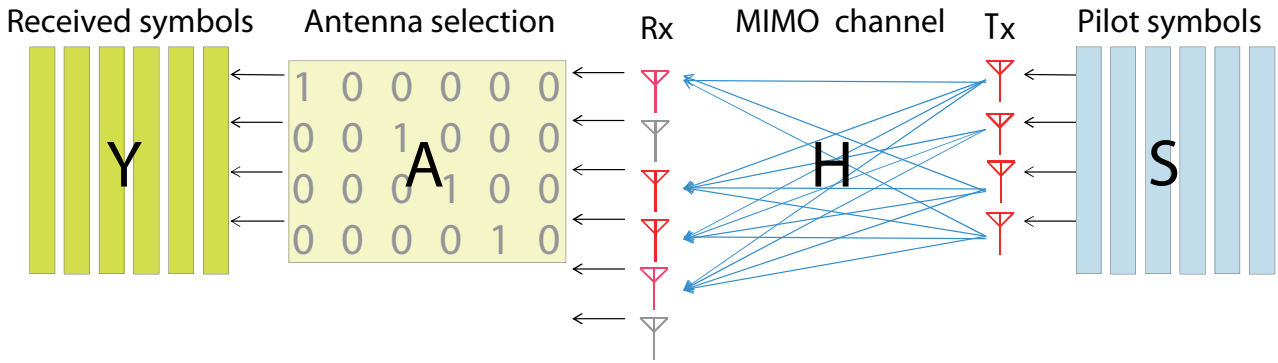 Received symbols Antenna selection Rx MIMO channel Tx Pilot symbols
1 0 0 0 0 0
0 0 1 0 0 0
Y A H S
0 0 0 1 0 0
0 0 0 0 1 0